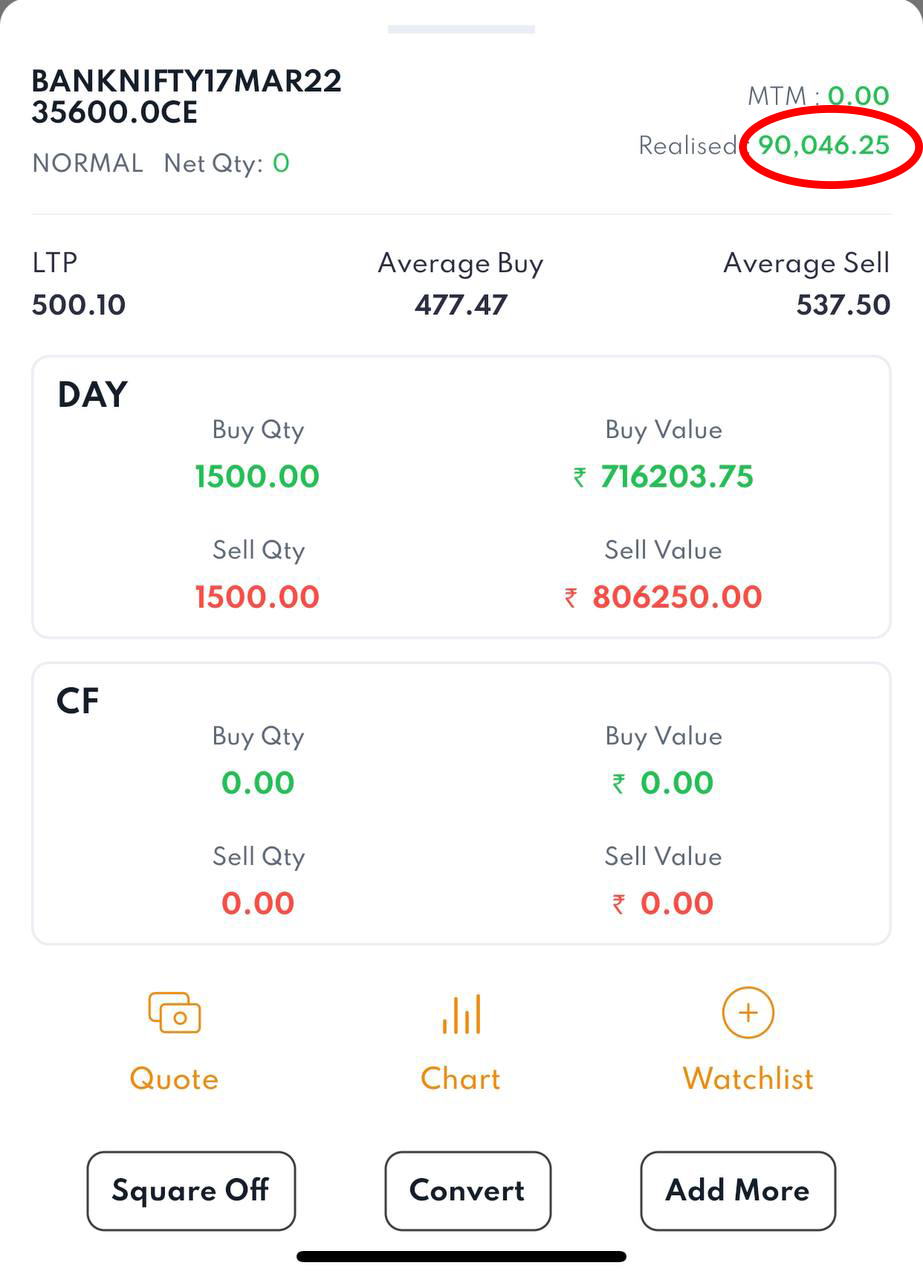 BANKNIFTY17MAR22
35600.0CE
MTM : 0.00
Realised : 90,046.25
NORMAL Net Qty: 0
LTP Average Buy Average Sell
500.10 477.47 537.50
DAY
Buy Qty Buy Value
1500.00 ₹ 716203.75
Sell Qty Sell Value
1500.00 ₹ 806250.00
CF
Buy Qty Buy Value
0.00 ₹ 0.00
Sell Qty Sell Value
0.00 ₹ 0.00
Quote Chart Watchlist
Square Off Convert Add More